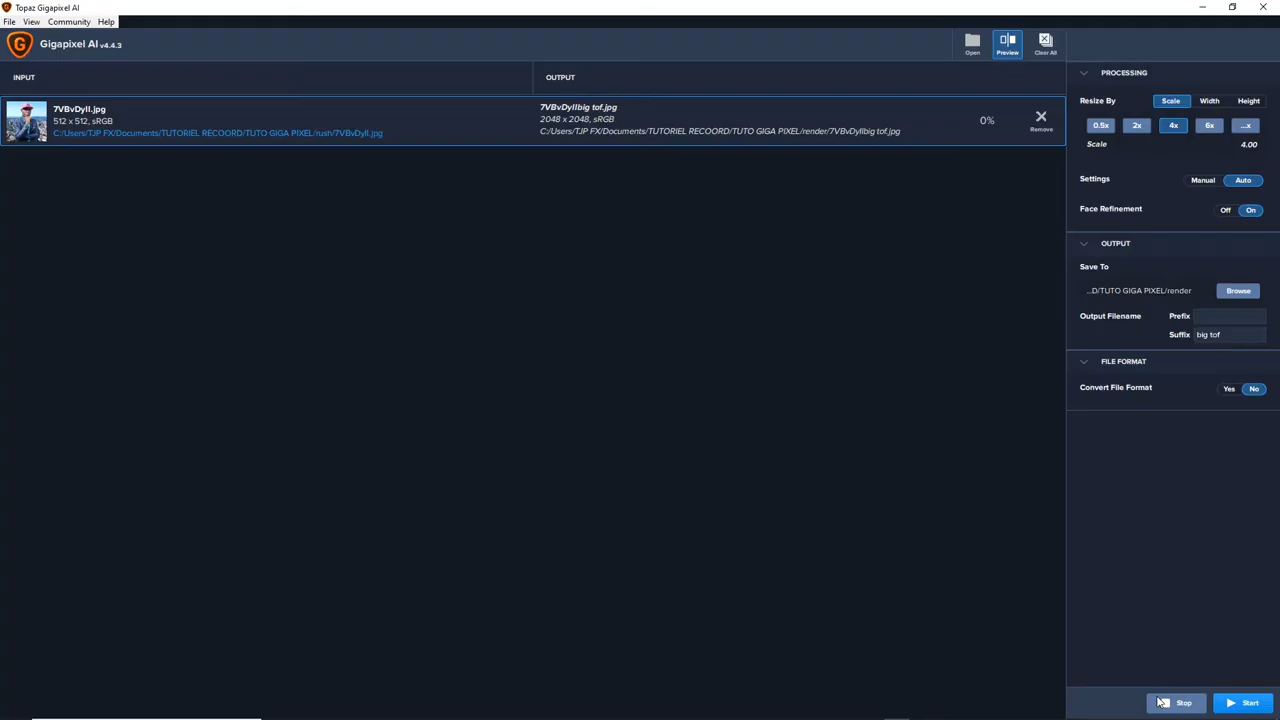 Topaz Gigapixel AI
File View Community Help
Gigapixel AI v4.4.3
Open Preview Clear All
INPUT OUTPUT
7VBvDyII.jpg
512 x 512, sRGB
C:/Users/TJP FX/Documents/TUTORIEL RECOORD/TUTO GIGA PIXEL/rush/7VBvDyII.jpg
7VBvDyIIbig tof.jpg
2048 x 2048, sRGB
C:/Users/TJP FX/Documents/TUTORIEL RECOORD/TUTO GIGA PIXEL/render/7VBvDyIIbig tof.jpg
0%
Remove
PROCESSING
Resize By Scale Width Height
0.5x 2x 4x 6x ...x
Scale 4.00
Settings Manual Auto
Face Refinement Off On
OUTPUT
Save To
...D/TUTO GIGA PIXEL/render Browse
Output Filename Prefix
Suffix big tof
FILE FORMAT
Convert File Format Yes No
Stop Start